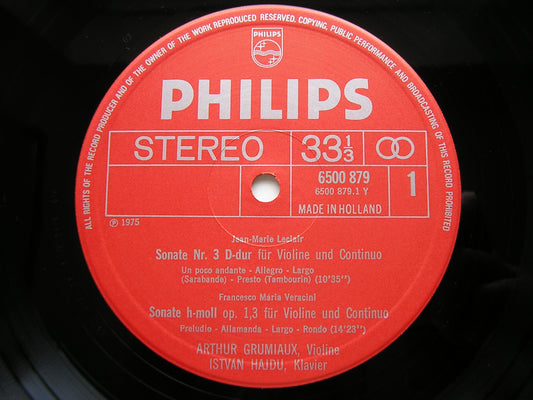 ALL RIGHTS OF THE RECORD PRODUCER AND OF THE OWNER OF THE WORK REPRODUCED RESERVED. COPYING, PUBLIC PERFORMANCE AND BROADCASTING OF THIS RECORD PROHIBITED
PHILIPS
PHILIPS
STEREO 33⅓
6500 879
6500 879.1 Y
1
MADE IN HOLLAND
℗ 1975
Jean-Marie Leclair
Sonate Nr. 3 D-dur für Violine und Continuo
Un poco andante - Allegro - Largo
(Sarabande) - Presto (Tambourin) (10'35'')
Francesco Maria Veracini
Sonate h-moll op. 1,3 für Violine und Continuo
Preludio - Allamanda - Largo - Rondo (14'23'')
ARTHUR GRUMIAUX, Violine
ISTVAN HAJDU, Klavier